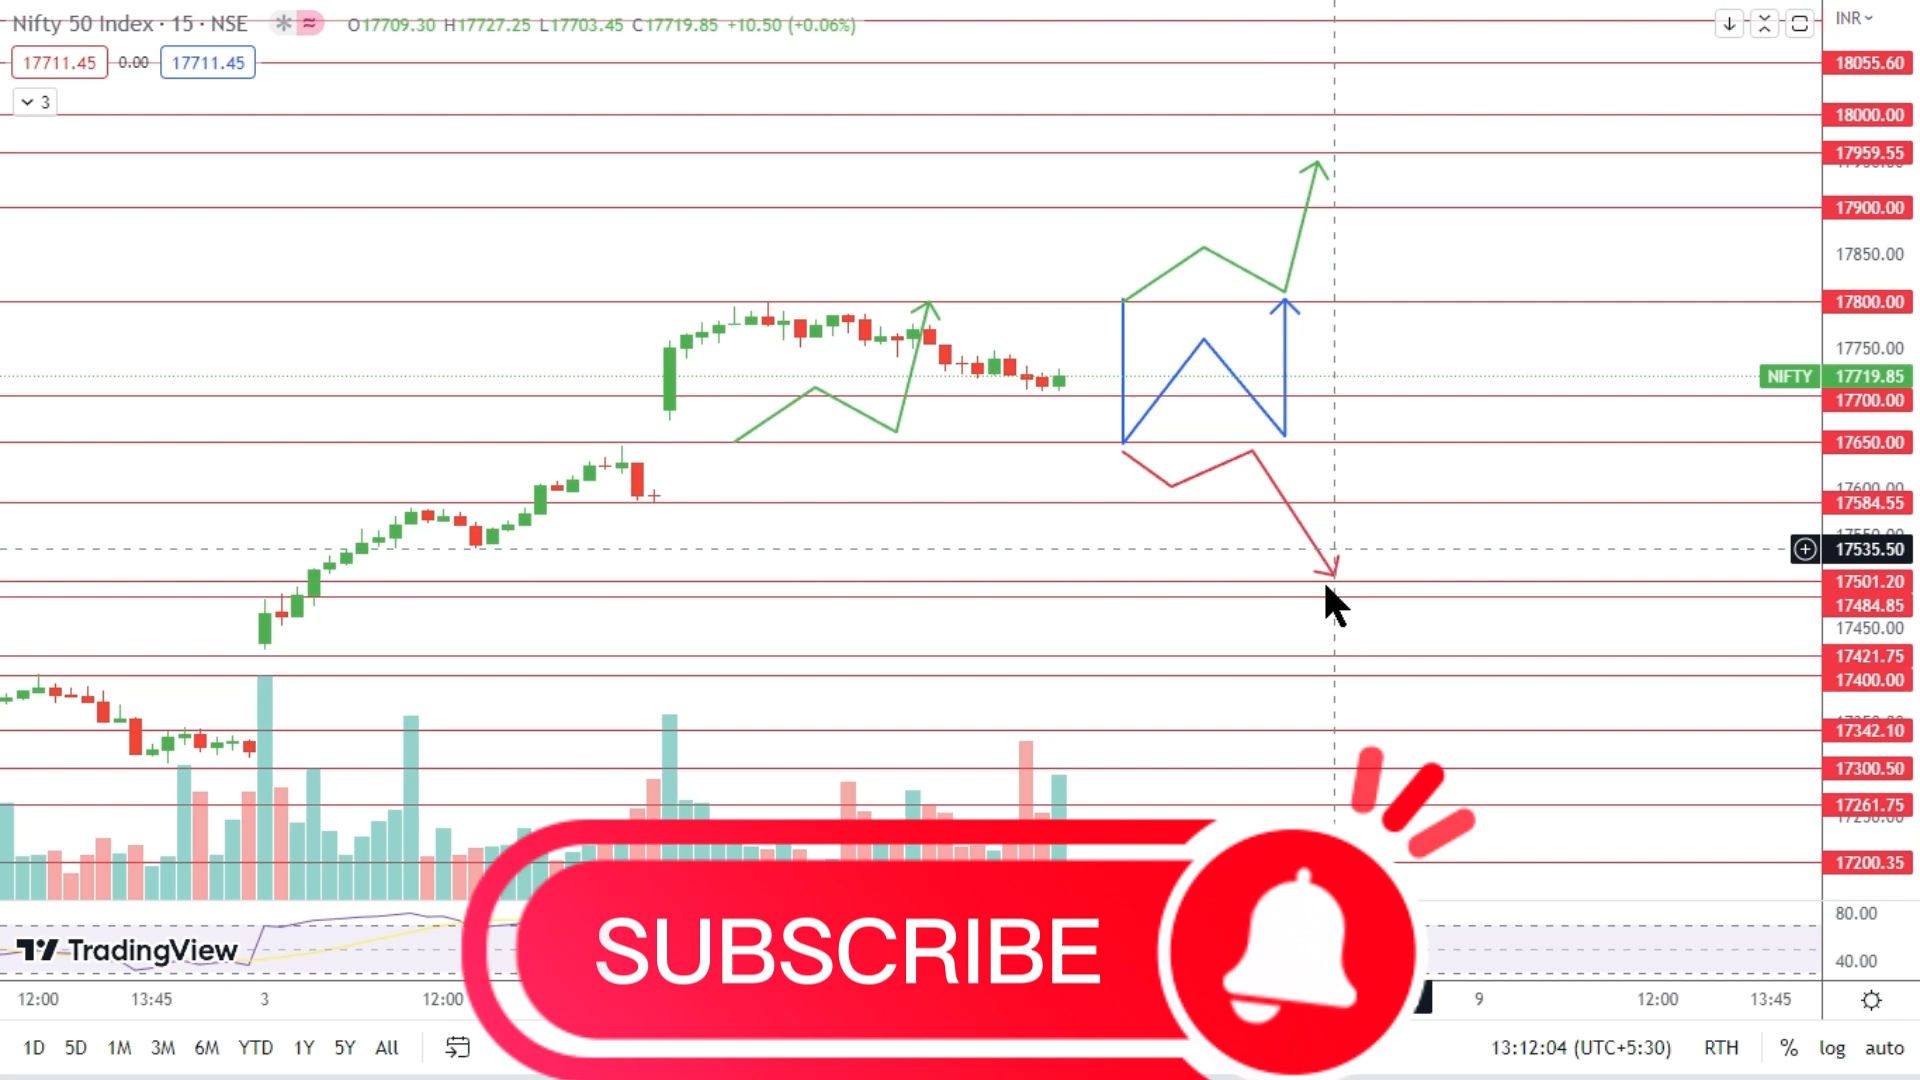 Nifty 50 Index · 15 · NSE
O17709.30 H17727.25 L17703.45 C17719.85 +10.50 (+0.06%)
INR
17711.45 0.00 17711.45
3
18055.60
18000.00
17959.55
17900.00
17850.00
17800.00
17750.00
NIFTY 17719.85
17700.00
17650.00
17600.00
17584.55
17535.50
17501.20
17484.85
17450.00
17421.75
17400.00
17342.10
17300.50
17261.75
17200.35
80.00
40.00
TradingView
SUBSCRIBE
12:00 13:45 3 12:00 9 12:00 13:45
1D 5D 1M 3M 6M YTD 1Y 5Y All
13:12:04 (UTC+5:30) RTH % log auto